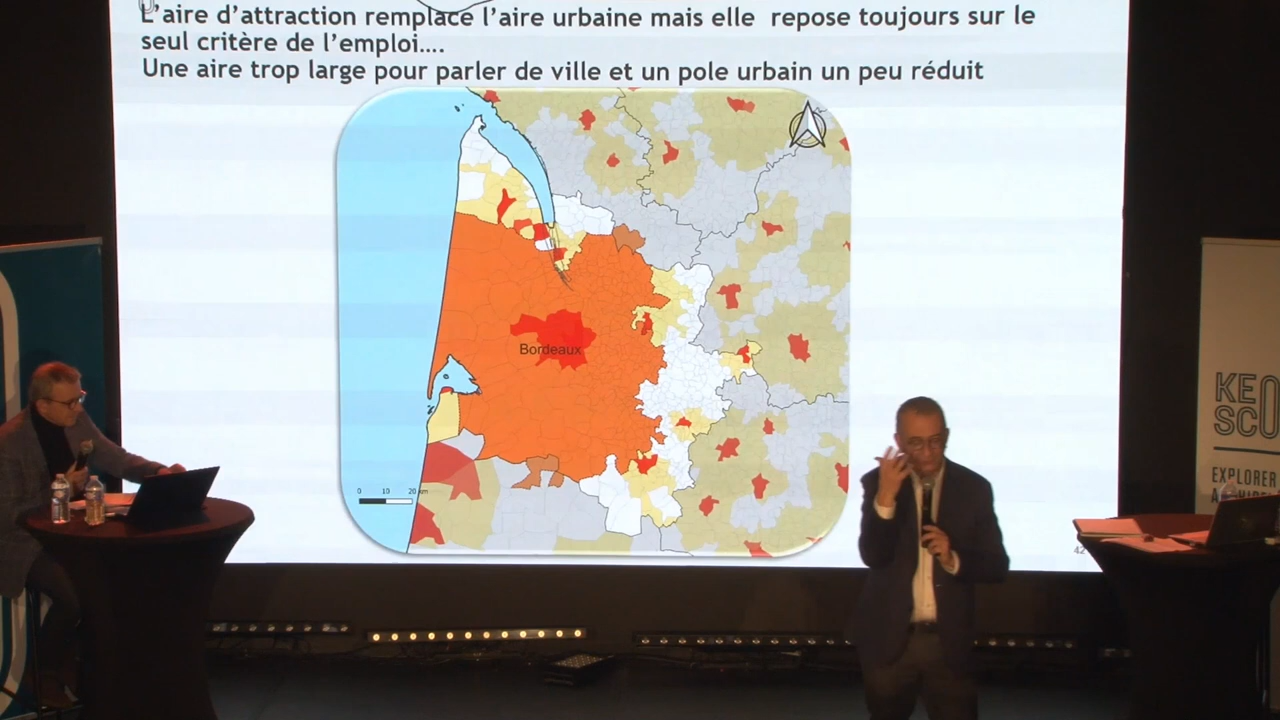 L’aire d’attraction remplace l’aire urbaine mais elle  repose toujours sur le
seul critère de l’emploi….
Une aire trop large pour parler de ville et un pole urbain un peu réduit
Bordeaux
0 10 20 km
42
KE
SCO
EXPLORER